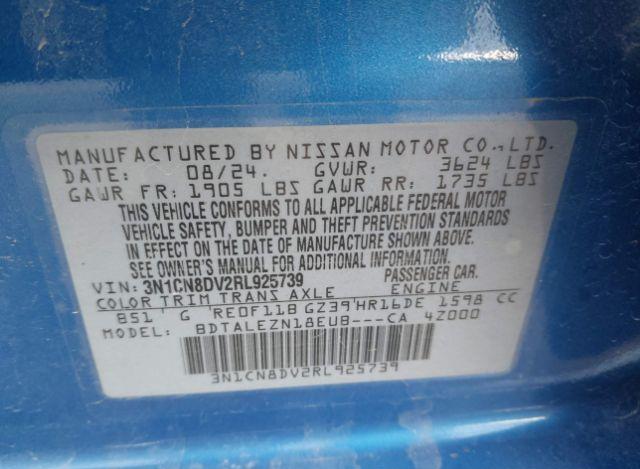 MANUFACTURED BY NISSAN MOTOR CO., LTD.
DATE: 08/24. GVWR: 3624 LBS
GAWR FR: 1905 LBS GAWR RR: 1735 LBS
THIS VEHICLE CONFORMS TO ALL APPLICABLE FEDERAL MOTOR
VEHICLE SAFETY, BUMPER AND THEFT PREVENTION STANDARDS
IN EFFECT ON THE DATE OF MANUFACTURE SHOWN ABOVE.
SEE OWNER'S MANUAL FOR ADDITIONAL INFORMATION.
VIN: 3N1CN8DV2RL925739 PASSENGER CAR.
COLOR TRIM TRANS AXLE ENGINE
B51 G RE0F11B GZ39 HR16DE 1598 CC
MODEL: BDTALEZN18EUB---CA 4Z000
3N1CN8DV2RL925739